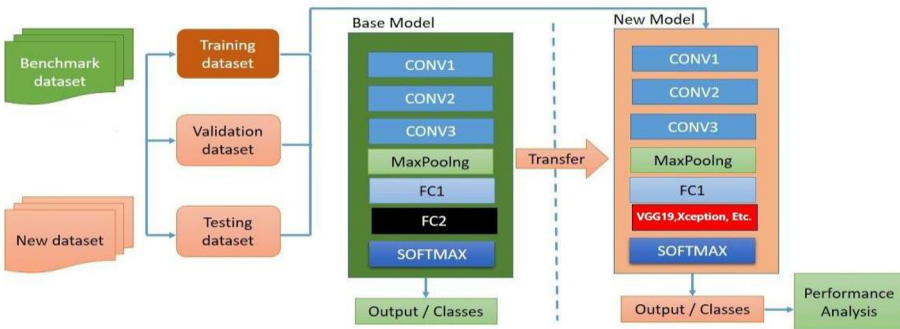 Benchmark
dataset
New dataset
Training
dataset
Validation
dataset
Testing
dataset
Base Model
CONV1
CONV2
CONV3
MaxPoolng
FC1
FC2
SOFTMAX
Output / Classes
Transfer
New Model
CONV1
CONV2
CONV3
MaxPoolng
FC1
VGG19,Xception, Etc.
SOFTMAX
Output / Classes
Performance
Analysis